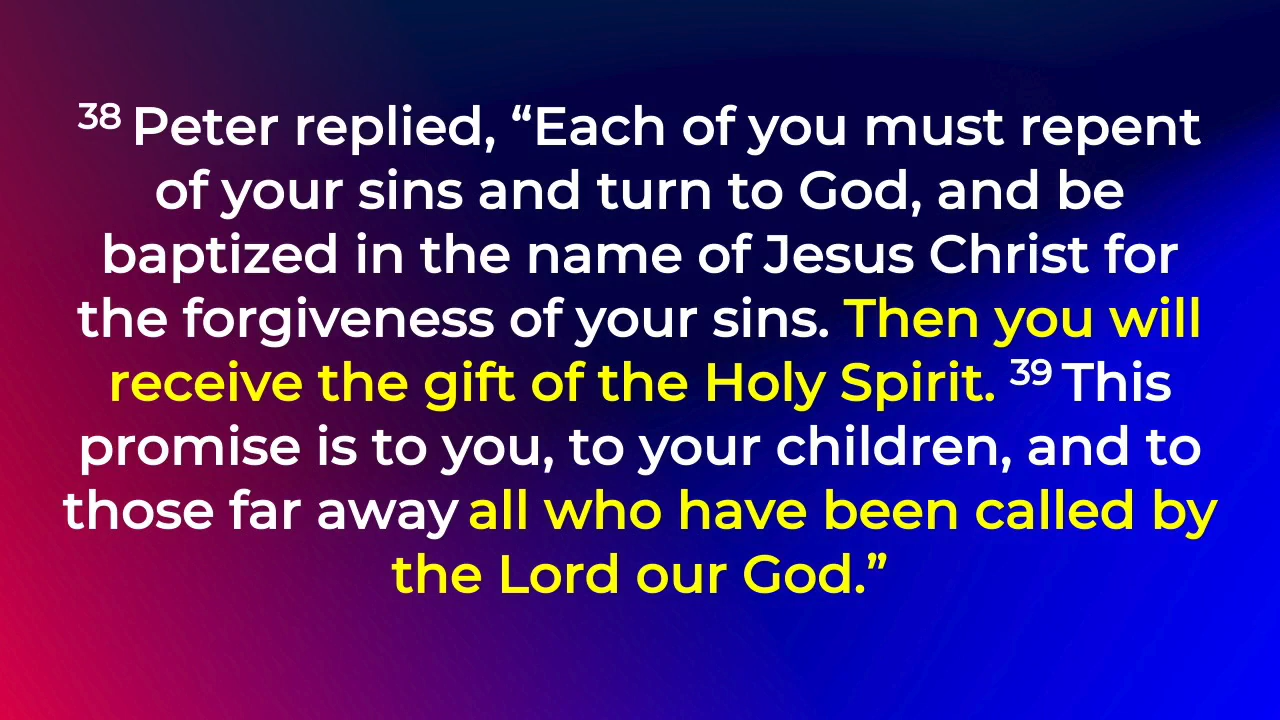 38 Peter replied, “Each of you must repent
of your sins and turn to God, and be
baptized in the name of Jesus Christ for
the forgiveness of your sins. Then you will
receive the gift of the Holy Spirit. 39 This
promise is to you, to your children, and to
those far away all who have been called by
the Lord our God.”